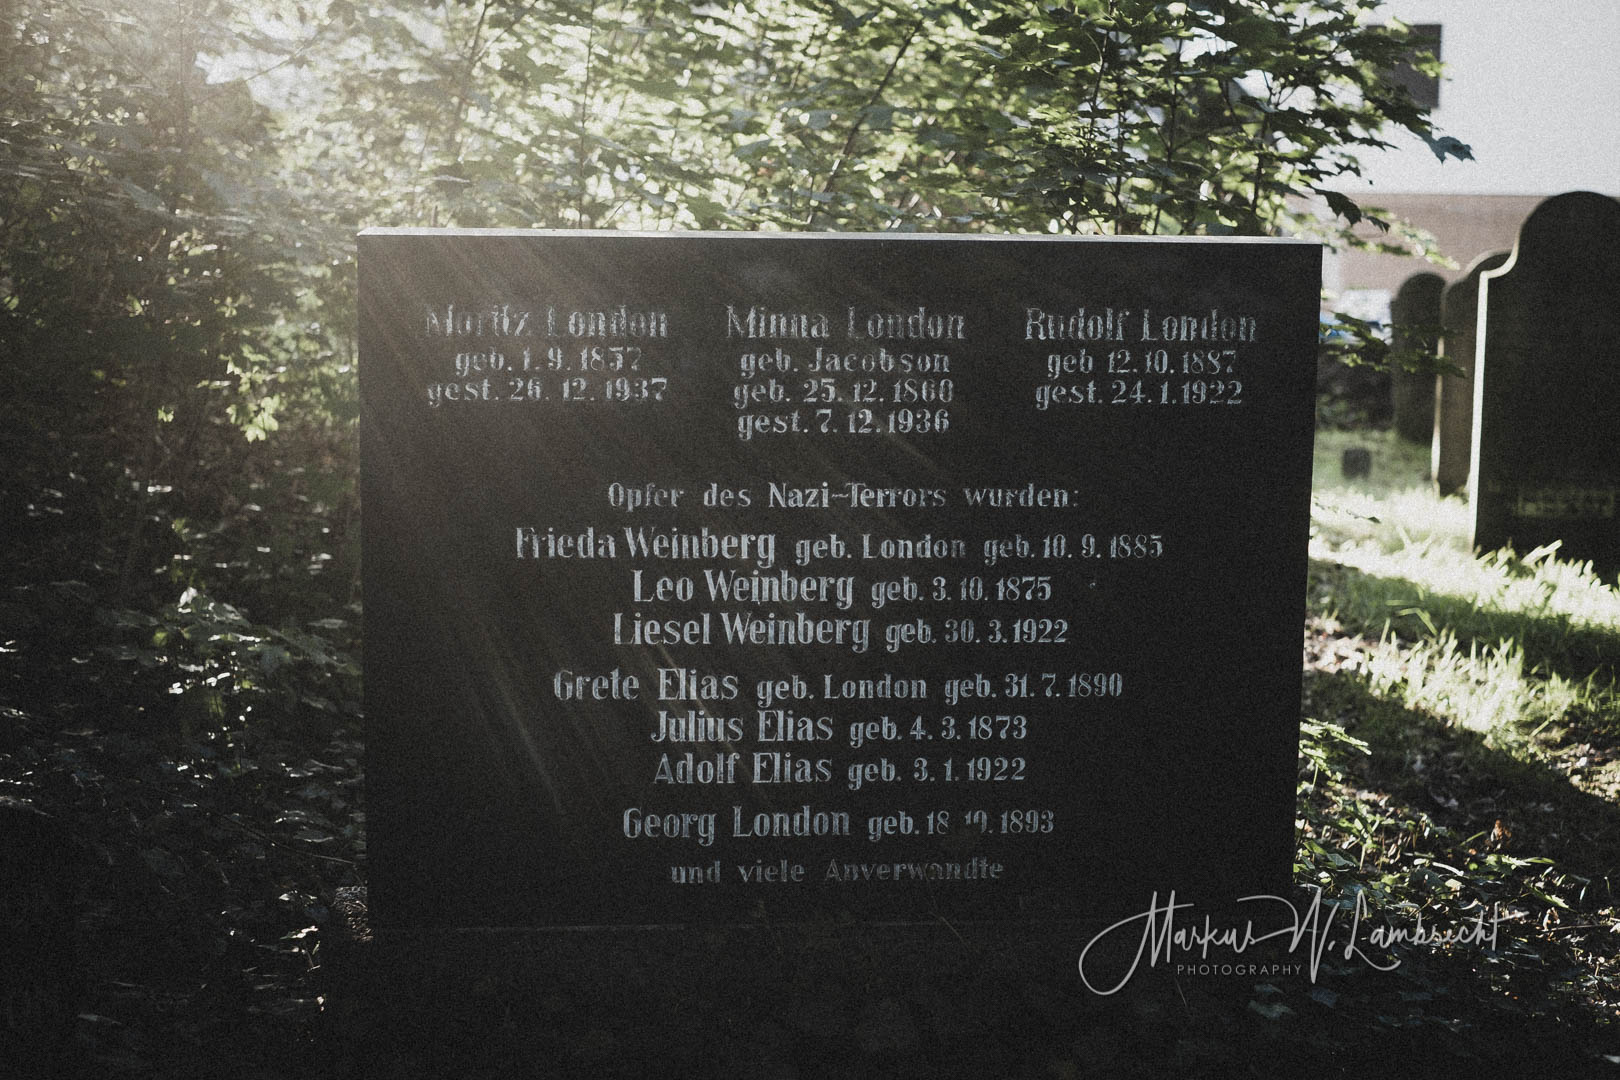 Moritz London
geb. 1. 9. 1857
gest. 26. 12. 1937
Minna London
geb. Jacobson
geb. 25. 12. 1860
gest. 7. 12. 1936
Rudolf London
geb 12. 10. 1887
gest. 24. 1. 1922
Opfer des Nazi-Terrors wurden:
Frieda Weinberg geb. London geb. 10. 9. 1885
Leo Weinberg geb. 3. 10. 1875
Liesel Weinberg geb. 30. 3. 1922
Grete Elias geb. London geb. 31. 7. 1890
Julius Elias geb. 4. 3. 1873
Adolf Elias geb. 3. 1. 1922
Georg London geb. 18 10. 1893
und viele Anverwandte
Markus W. Lambrecht
PHOTOGRAPHY